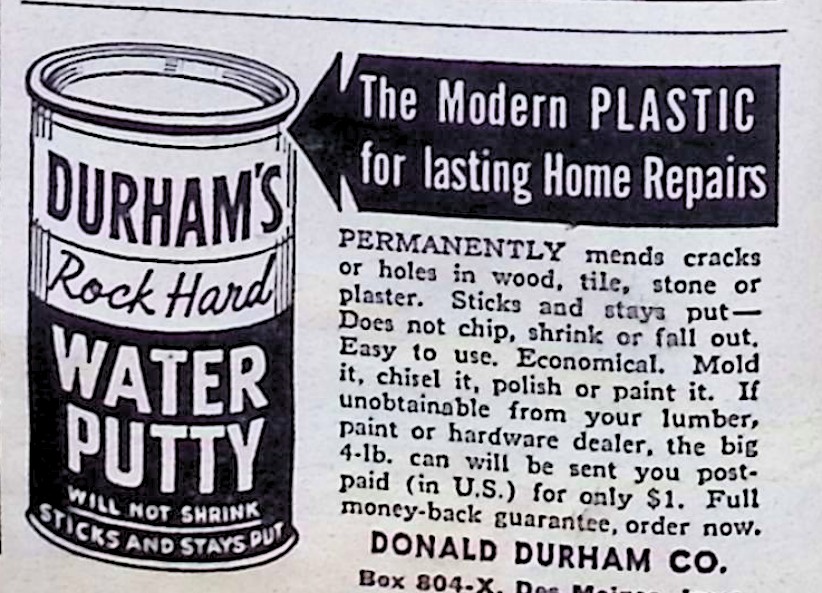 DURHAM'S
Rock Hard
WATER
PUTTY
WILL NOT SHRINK
STICKS AND STAYS PUT
The Modern PLASTIC
for lasting Home Repairs
PERMANENTLY mends cracks
or holes in wood, tile, stone or
plaster. Sticks and stays put—
Does not chip, shrink or fall out.
Easy to use. Economical. Mold
it, chisel it, polish or paint it. If
unobtainable from your lumber,
paint or hardware dealer, the big
4-lb. can will be sent you post-
paid (in U.S.) for only $1. Full
money-back guarantee, order now.
DONALD DURHAM CO.
Box 804-X, Des Moines,